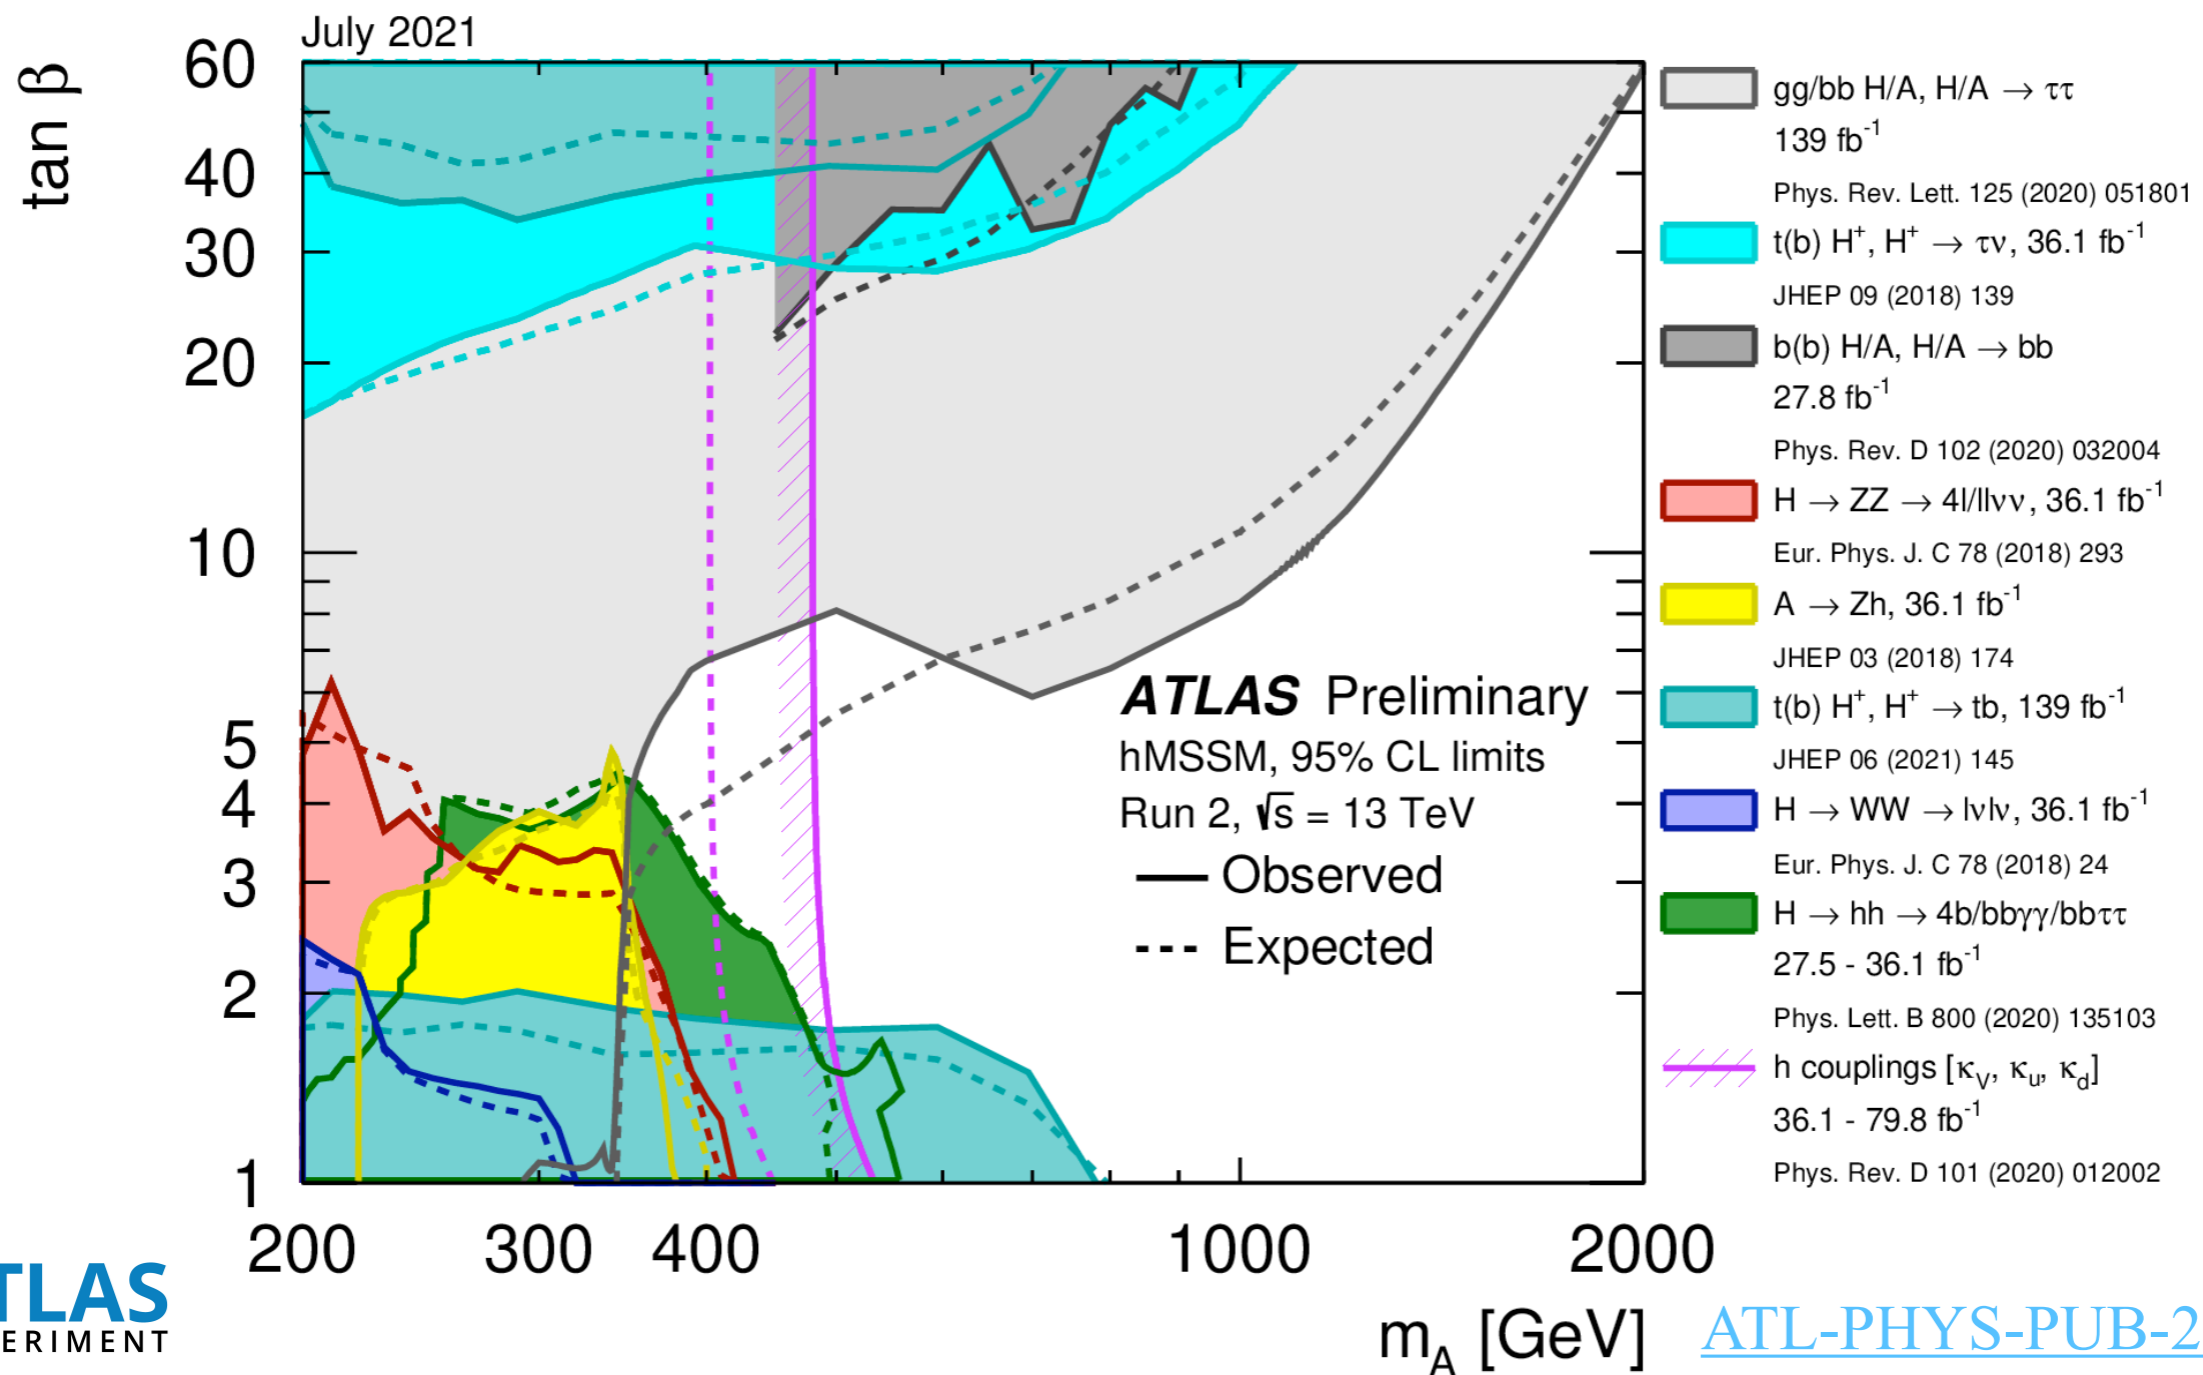 July 2021
tan β
60
40
30
20
10
5
4
3
2
1
200
300
400
1000
2000
m_A [GeV]
ATLAS Preliminary
hMSSM, 95% CL limits
Run 2, √s = 13 TeV
Observed
Expected
gg/bb H/A, H/A → ττ
139 fb⁻¹
Phys. Rev. Lett. 125 (2020) 051801
t(b) H⁺, H⁺ → τν, 36.1 fb⁻¹
JHEP 09 (2018) 139
b(b) H/A, H/A → bb
27.8 fb⁻¹
Phys. Rev. D 102 (2020) 032004
H → ZZ → 4l/llνν, 36.1 fb⁻¹
Eur. Phys. J. C 78 (2018) 293
A → Zh, 36.1 fb⁻¹
JHEP 03 (2018) 174
t(b) H⁺, H⁺ → tb, 139 fb⁻¹
JHEP 06 (2021) 145
H → WW → lνlν, 36.1 fb⁻¹
Eur. Phys. J. C 78 (2018) 24
H → hh → 4b/bbγγ/bbττ
27.5 - 36.1 fb⁻¹
Phys. Lett. B 800 (2020) 135103
h couplings [κ_V, κ_u, κ_d]
36.1 - 79.8 fb⁻¹
Phys. Rev. D 101 (2020) 012002
TLAS
ERIMENT
ATL-PHYS-PUB-2